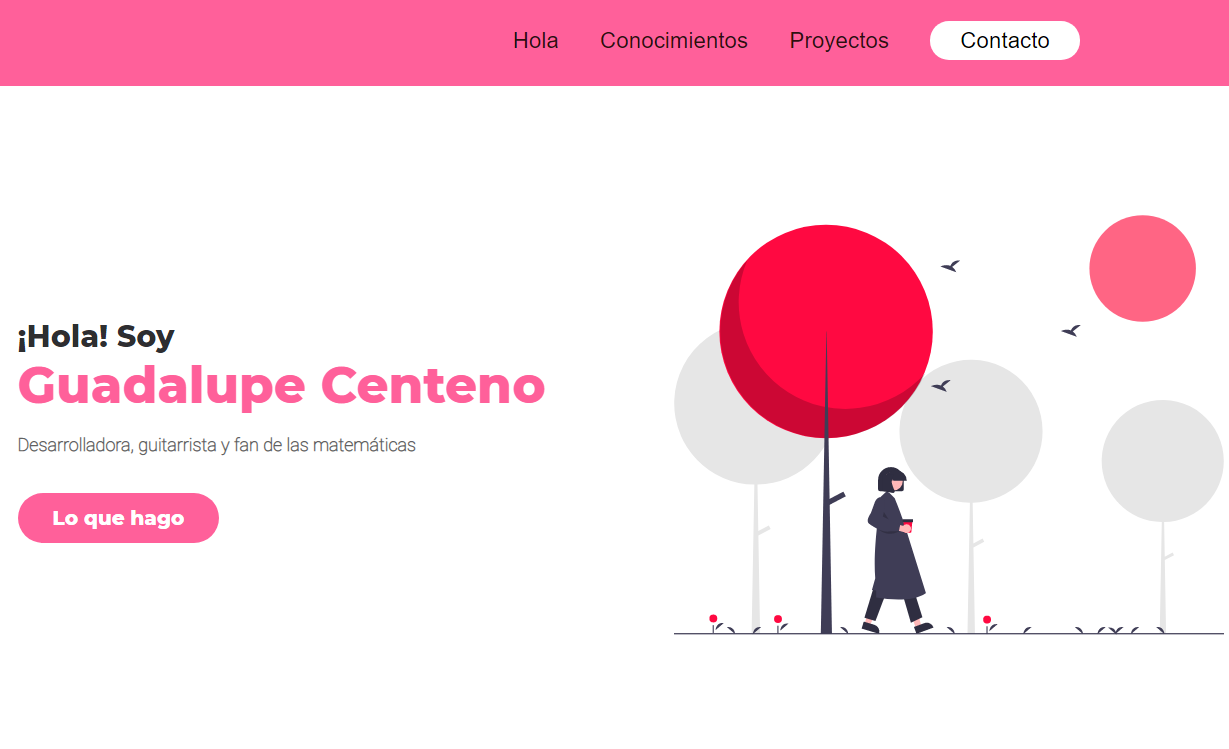 Hola Conocimientos Proyectos Contacto
¡Hola! Soy
Guadalupe Centeno
Desarrolladora, guitarrista y fan de las matemáticas
Lo que hago